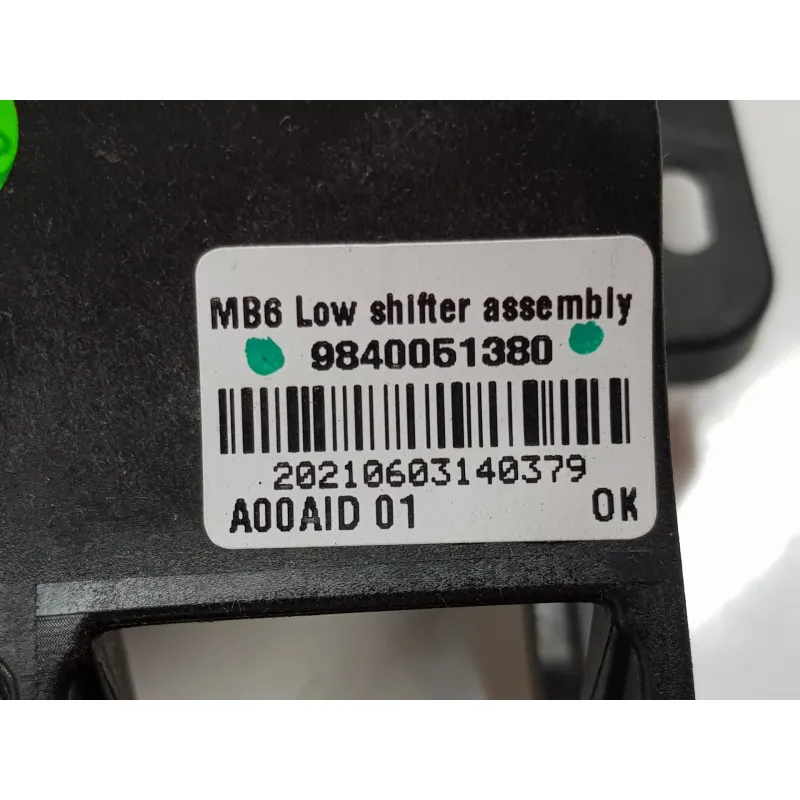 MB6 Low shifter assembly
9840051380
20210603140379
A00AID 01 OK